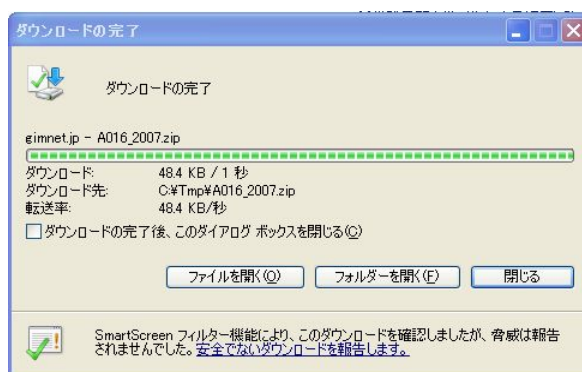 ダウンロードの完了
ダウンロードの完了
gimnet.jp - A016_2007.zip
ダウンロード: 48.4 KB / 1 秒
ダウンロード先: C:¥Tmp¥A016_2007.zip
転送率: 48.4 KB/秒
ダウンロードの完了後、このダイアログ ボックスを閉じる(C)
ファイルを開く(O) フォルダーを開く(F) 閉じる
SmartScreen フィルター機能により、このダウンロードを確認しましたが、脅威は報告
されませんでした。安全でないダウンロードを報告します。